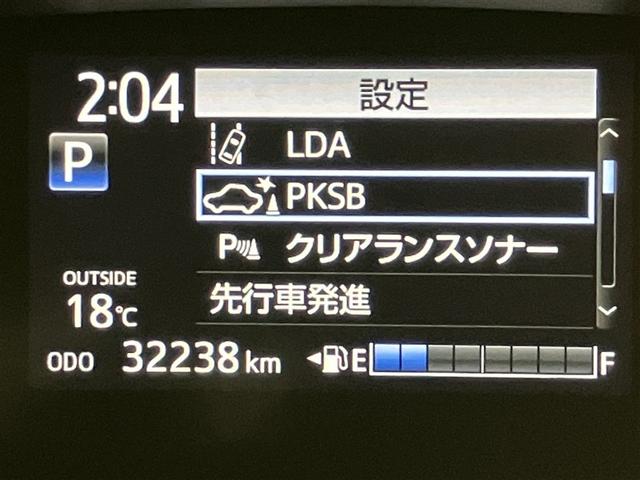 2:04
設定
P
LDA
PKSB
P クリアランスソナー
先行車発進
OUTSIDE
18℃
ODO 32238 km
E F